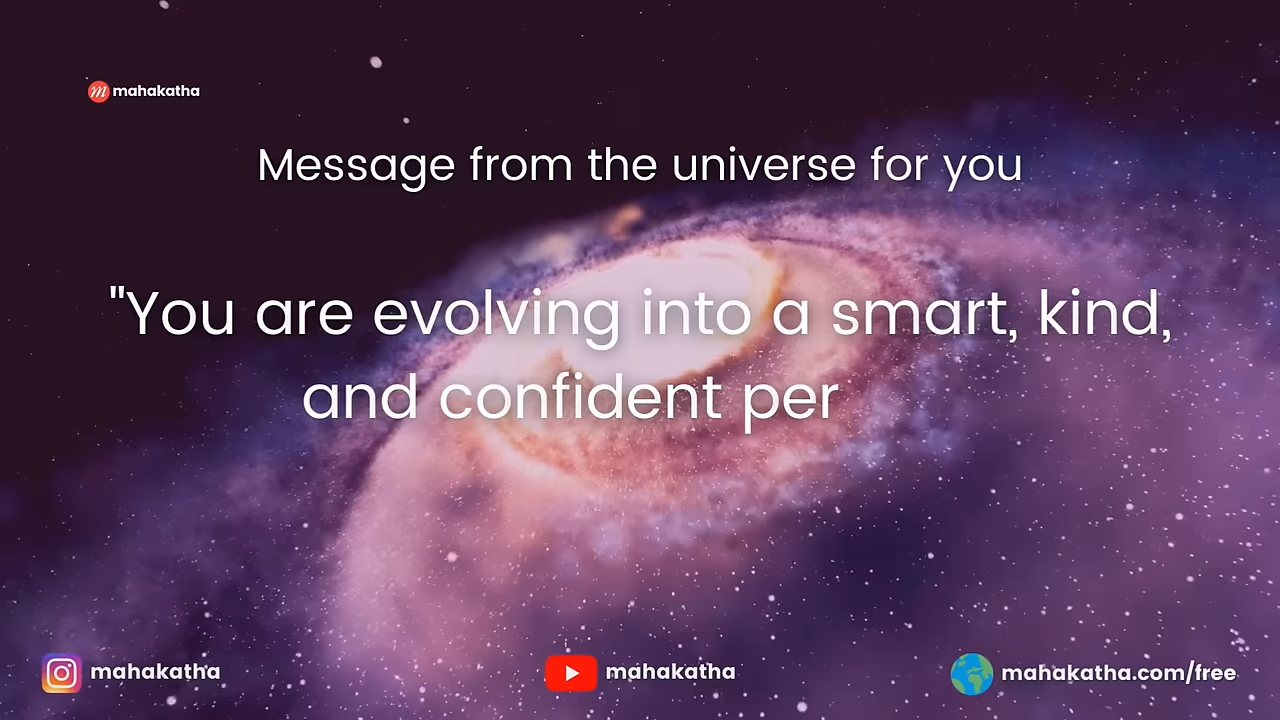 mahakatha
Message from the universe for you
"You are evolving into a smart, kind,
and confident per
mahakatha
mahakatha
mahakatha.com/free